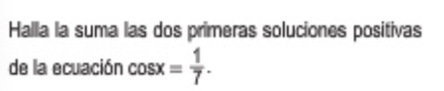 Halla la suma las dos primeras soluciones positivas
de la ecuación cosx = 1/7.